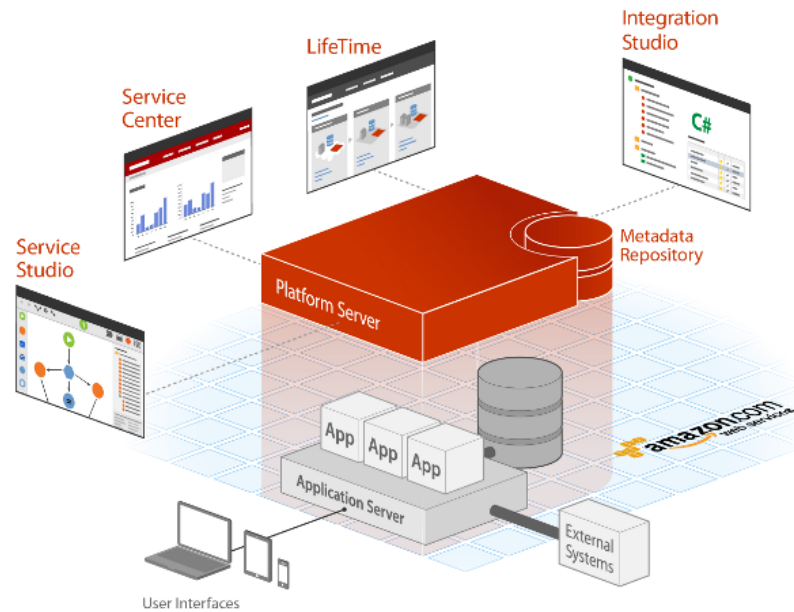 LifeTime
Integration
Studio
Service
Center
C#
Service
Studio
Metadata
Repository
Platform Server
amazon.com
web services
App
App
App
Application Server
External
Systems
User Interfaces